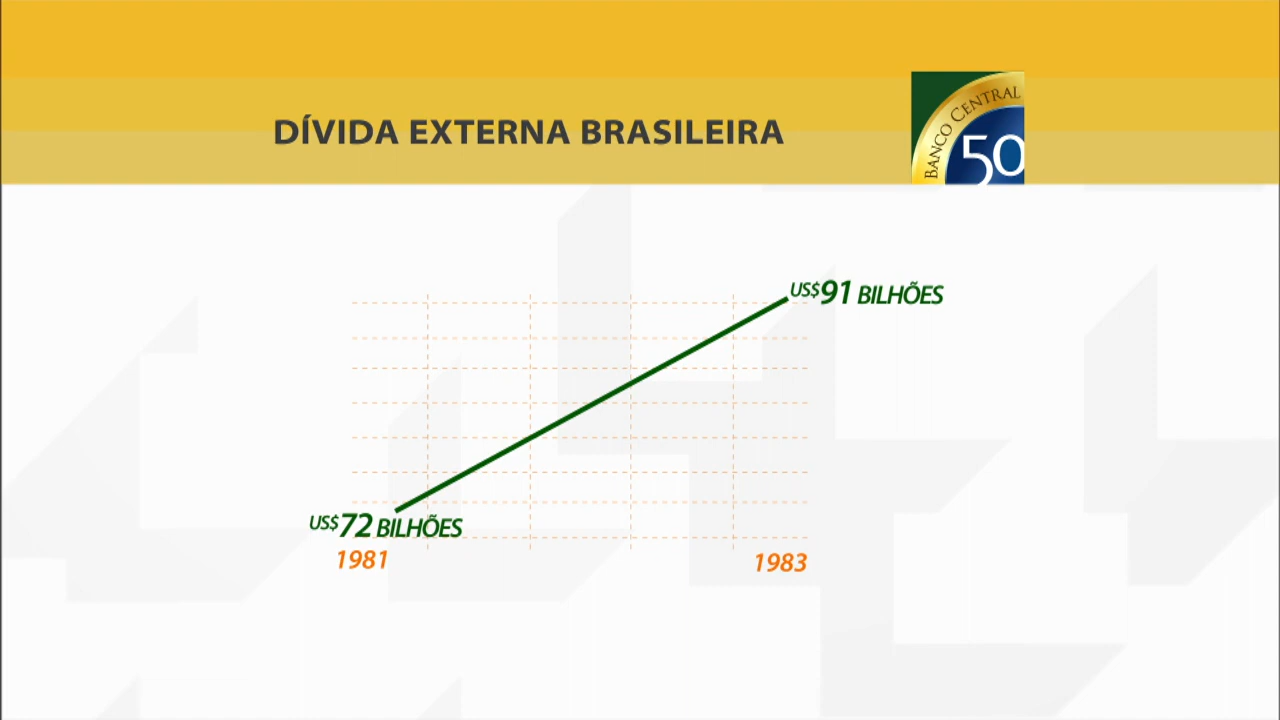 DÍVIDA EXTERNA BRASILEIRA
BANCO CENTRAL
50
US$91 BILHÕES
US$72 BILHÕES
1981
1983